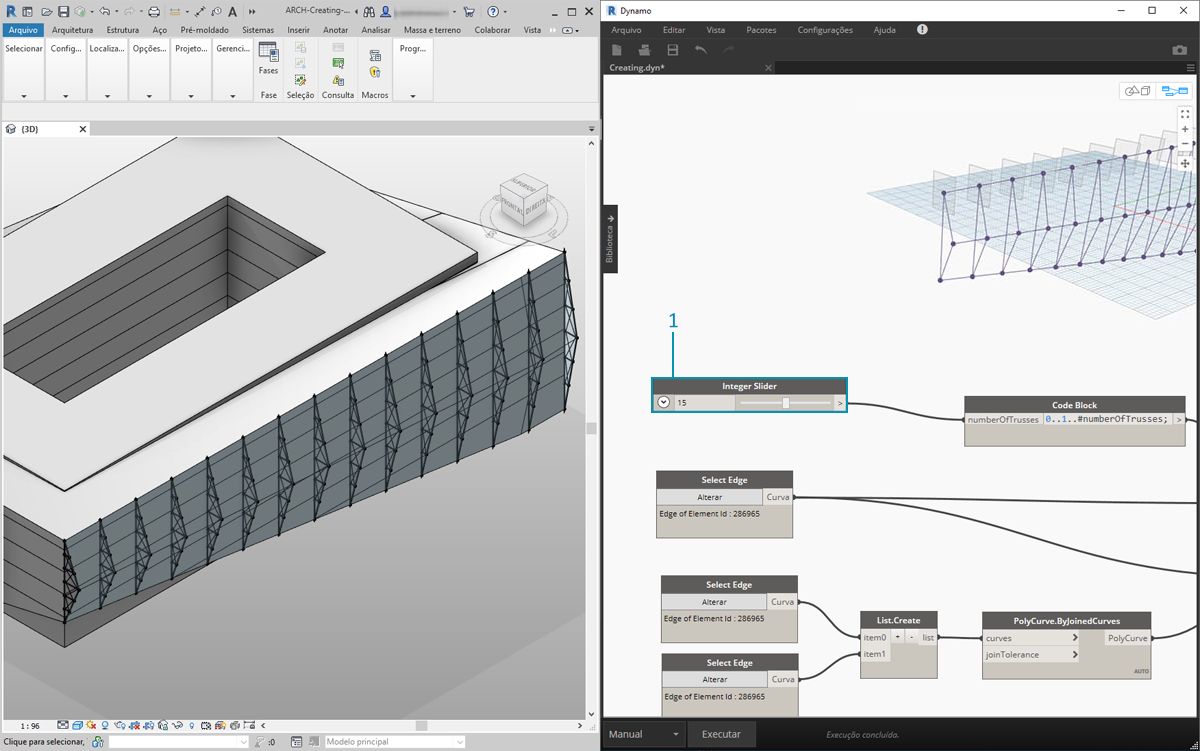 ARCH-Creating-...
Arquivo Arquitetura Estrutura Aço Pré-moldado Sistemas Inserir Anotar Analisar Massa e terreno Colaborar Vista
Selecionar Config... Localiza... Opções... Projeto... Gerenci... Fases Progr...
Fase Seleção Consulta Macros
{3D}
SUPERIOR
FRONTAL
DIREITA
1 : 96
Clique para selecionar,
:0
Modelo principal
Dynamo
Arquivo Editar Vista Pacotes Configurações Ajuda
Creating.dyn*
Biblioteca
1
Integer Slider
15 >
Code Block
numberOfTrusses 0..1..#numberOfTrusses; >
Select Edge
Alterar Curva
Edge of Element Id : 286965
Select Edge
Alterar Curva
Edge of Element Id : 286965
List.Create
item0 + - list
item1
PolyCurve.ByJoinedCurves
curves > PolyCurve
joinTolerance >
AUTO
Select Edge
Alterar Curva
Edge of Element Id : 286965
Manual Executar Execução concluída.